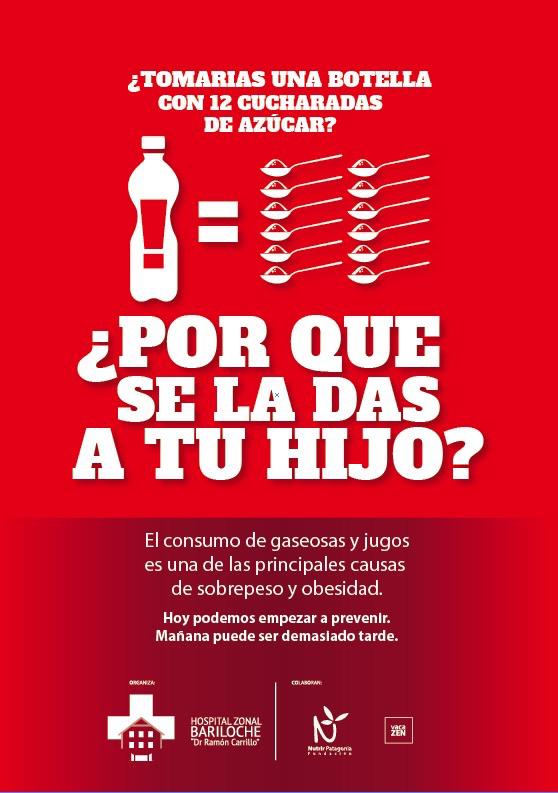 ¿TOMARIAS UNA BOTELLA
CON 12 CUCHARADAS
DE AZÚCAR?
=
¿POR QUE
SE LA DAS
A TU HIJO?
El consumo de gaseosas y jugos
es una de las principales causas
de sobrepeso y obesidad.
Hoy podemos empezar a prevenir.
Mañana puede ser demasiado tarde.
ORGANIZA:
HOSPITAL ZONAL
BARILOCHE
"Dr Ramón Carrillo"
COLABORAN:
Nutrir Patagonia
Fundación
vaca
ZEN